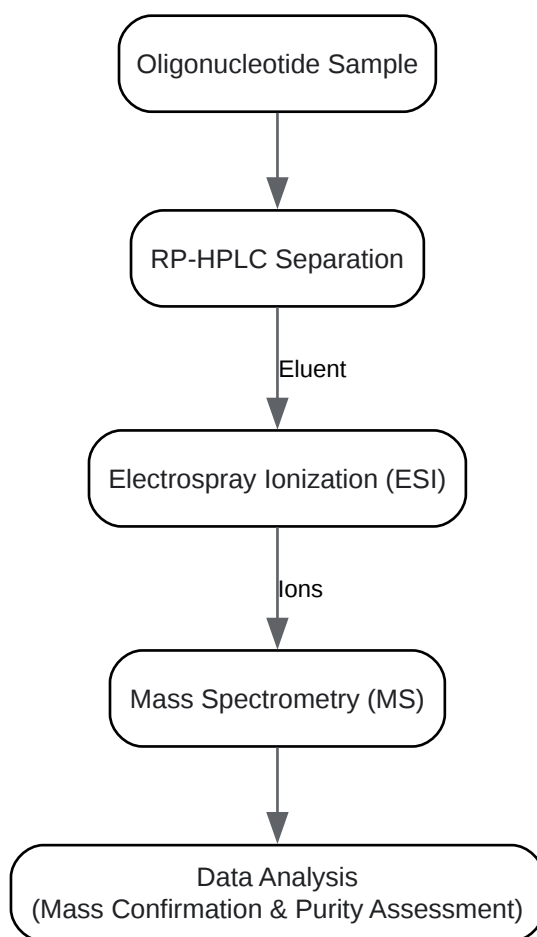 Oligonucleotide Sample
RP-HPLC Separation
Eluent
Electrospray Ionization (ESI)
Ions
Mass Spectrometry (MS)
Data Analysis
(Mass Confirmation & Purity Assessment)